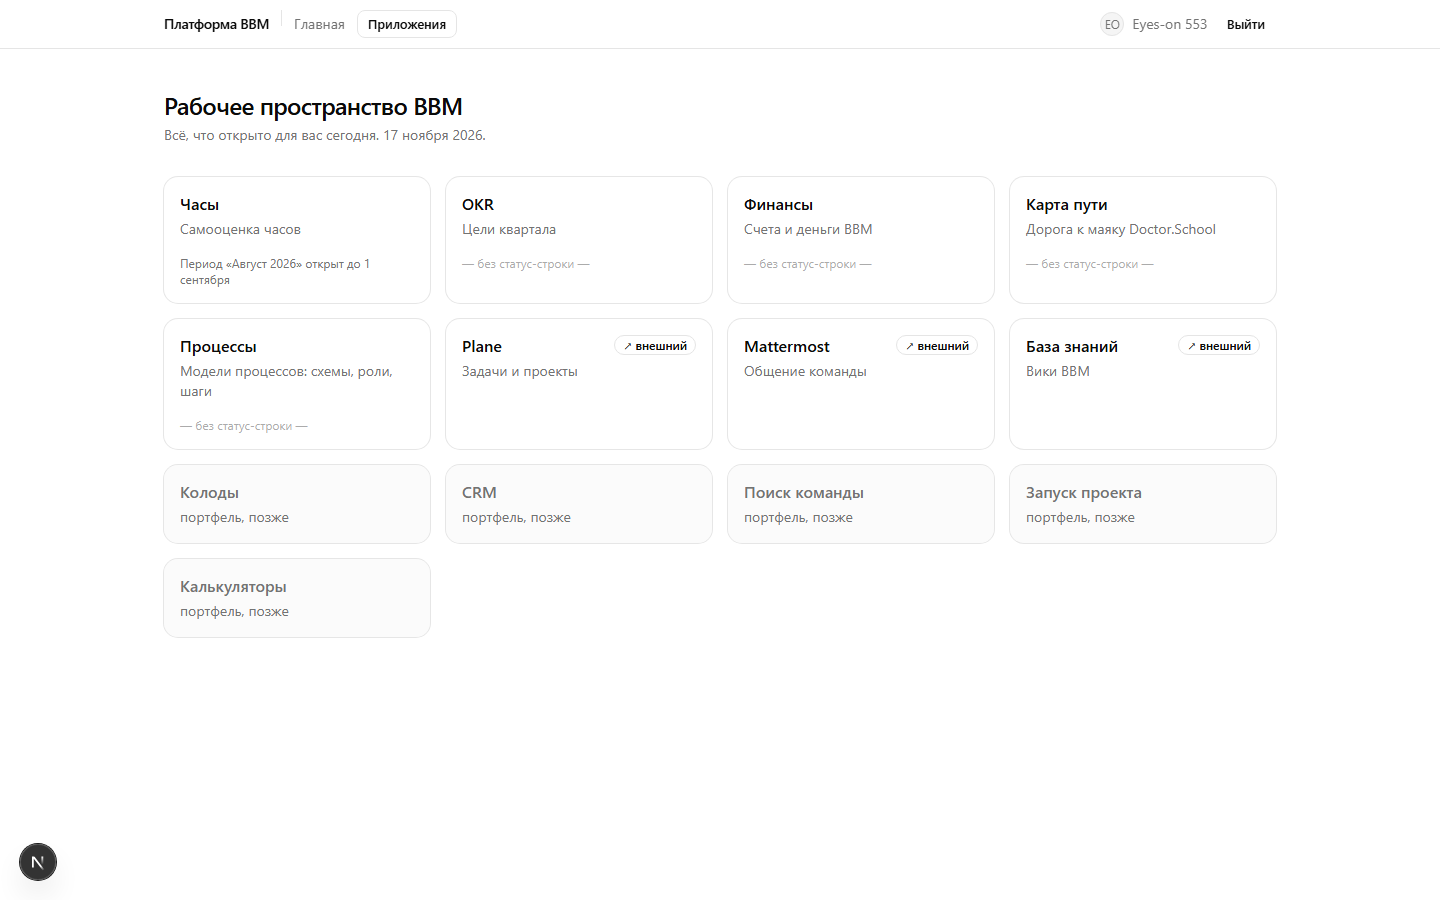 Платформа BBM
Главная
Приложения
EO
Eyes-on 553
Выйти
Рабочее пространство BBM
Всё, что открыто для вас сегодня. 17 ноября 2026.
Часы
Самооценка часов
Период «Август 2026» открыт до 1
сентября
OKR
Цели квартала
— без статус-строки —
Финансы
Счета и деньги BBM
— без статус-строки —
Карта пути
Дорога к маяку Doctor.School
— без статус-строки —
Процессы
Модели процессов: схемы, роли,
шаги
— без статус-строки —
Plane
↗ внешний
Задачи и проекты
Mattermost
↗ внешний
Общение команды
База знаний
↗ внешний
Вики BBM
Колоды
портфель, позже
CRM
портфель, позже
Поиск команды
портфель, позже
Запуск проекта
портфель, позже
Калькуляторы
портфель, позже
N